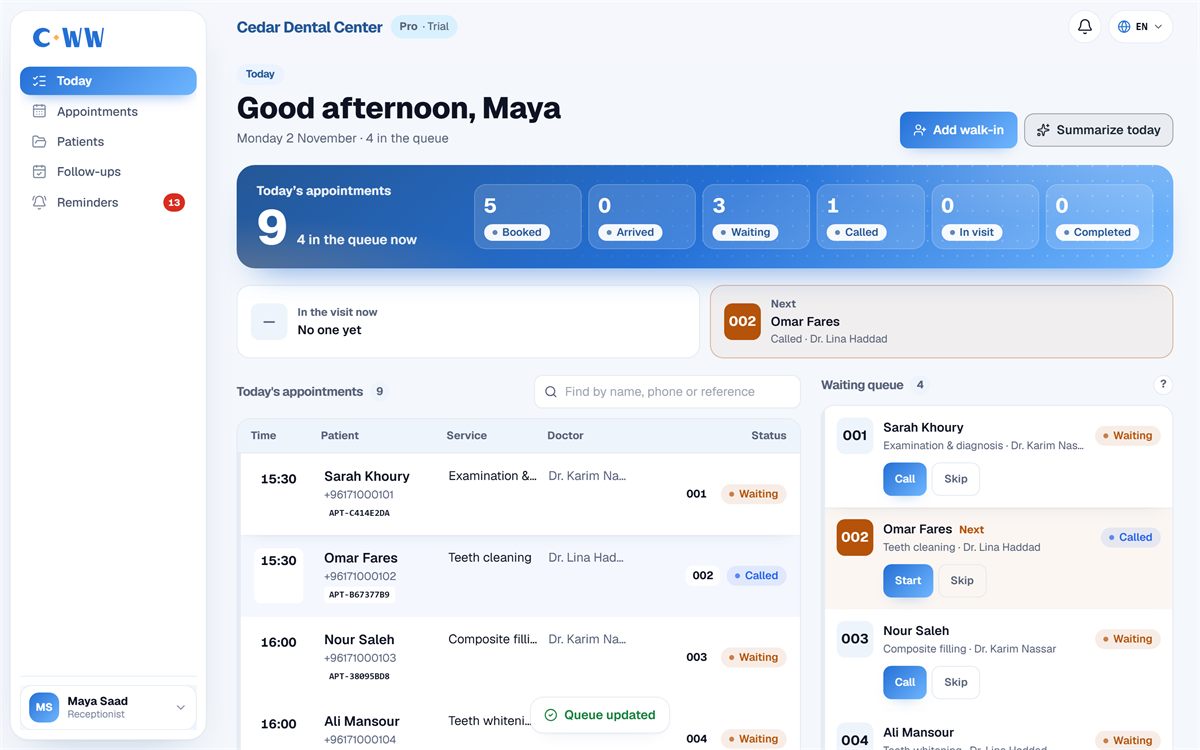 C WW
Cedar Dental Center Pro · Trial
EN
Today
Appointments
Patients
Follow-ups
Reminders 13
Maya Saad
MS
Receptionist
Today
Good afternoon, Maya
Monday 2 November · 4 in the queue
Add walk-in
Summarize today
Today's appointments
9 4 in the queue now
5 Booked
0 Arrived
3 Waiting
1 Called
0 In visit
0 Completed
In the visit now
No one yet
002
Next
Omar Fares
Called · Dr. Lina Haddad
Today's appointments 9
Find by name, phone or reference
Time Patient Service Doctor Status
15:30 Sarah Khoury Examination &... Dr. Karim Na... 001 Waiting
+96171000101
APT-C414E2DA
15:30 Omar Fares Teeth cleaning Dr. Lina Had... 002 Called
+96171000102
APT-B67377B9
16:00 Nour Saleh Composite filli... Dr. Karim Na... 003 Waiting
+96171000103
APT-38095BD8
16:00 Ali Mansour Teeth whiteni... 004 Waiting
+96171000104
Queue updated
Waiting queue 4 ?
001 Sarah Khoury Waiting
Examination & diagnosis · Dr. Karim Nas...
Call Skip
002 Omar Fares Next Called
Teeth cleaning · Dr. Lina Haddad
Start Skip
003 Nour Saleh Waiting
Composite filling · Dr. Karim Nassar
Call Skip
004 Ali Mansour Waiting